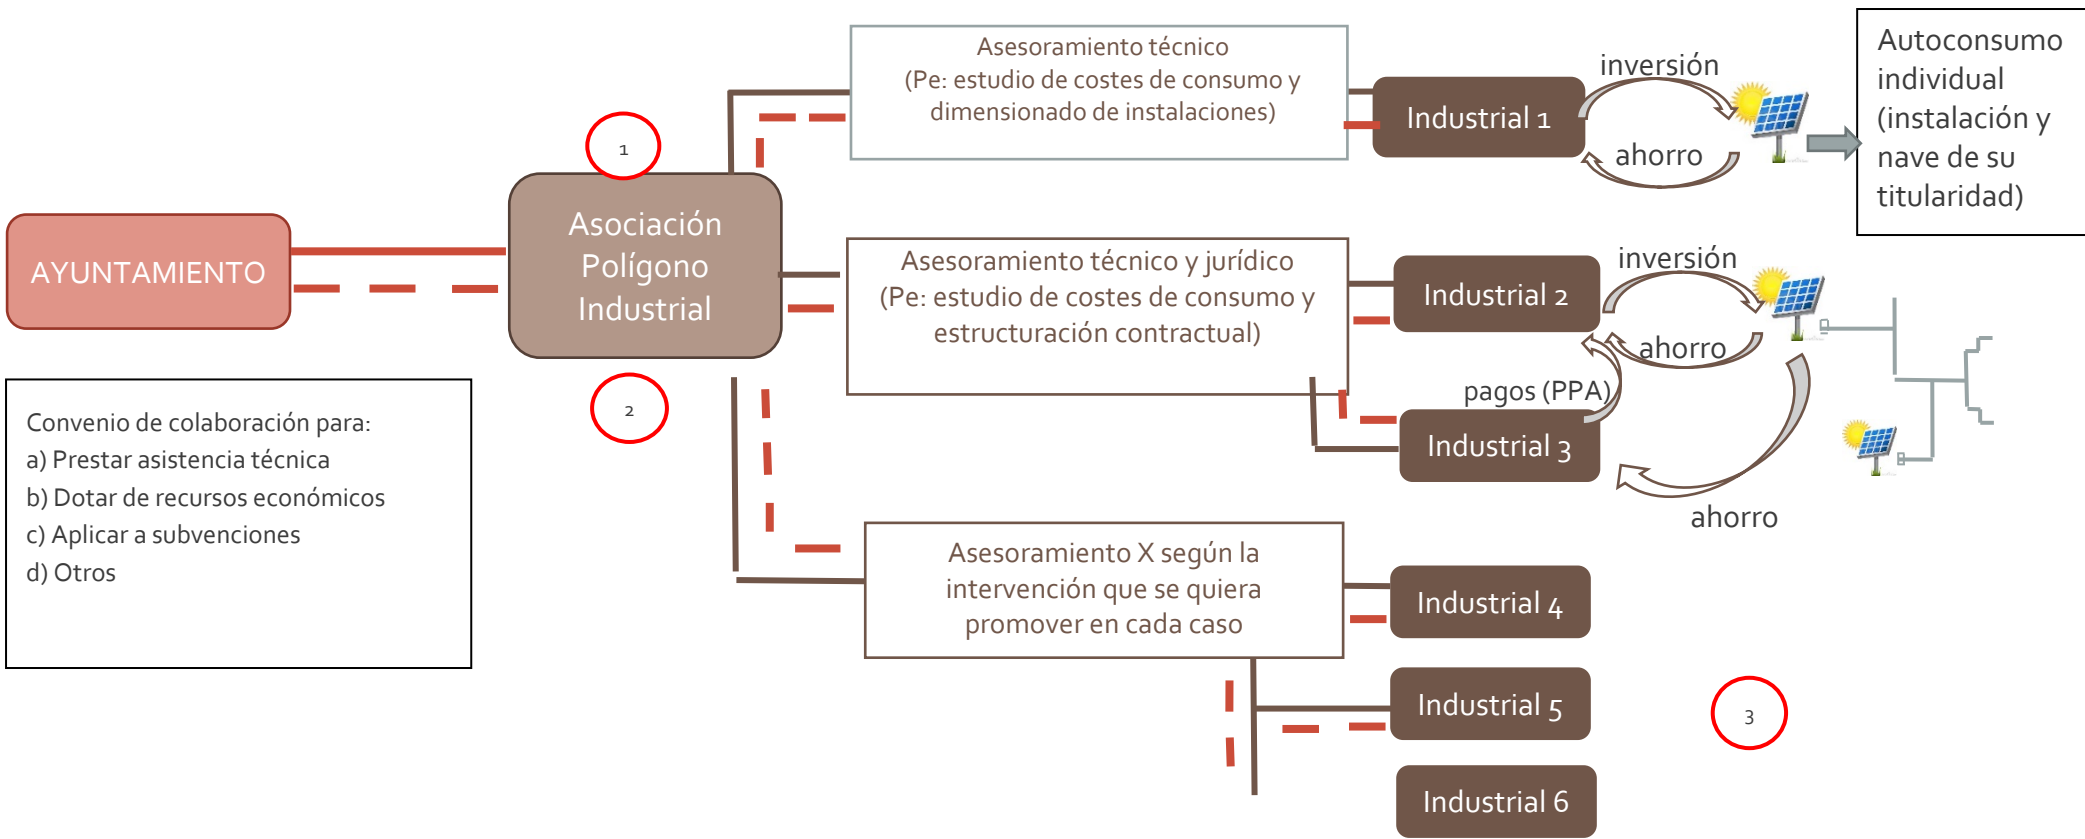 Asesoramiento técnico
(Pe: estudio de costes de consumo y
dimensionado de instalaciones)
Industrial 1
inversión
ahorro
Autoconsumo
individual
(instalación y
nave de su
titularidad)
1
Asociación
Polígono
Industrial
AYUNTAMIENTO
2
Asesoramiento técnico y jurídico
(Pe: estudio de costes de consumo y
estructuración contractual)
Industrial 2
inversión
ahorro
pagos (PPA)
Industrial 3
ahorro
Convenio de colaboración para:
a) Prestar asistencia técnica
b) Dotar de recursos económicos
c) Aplicar a subvenciones
d) Otros
Asesoramiento X según la
intervención que se quiera
promover en cada caso
Industrial 4
Industrial 5
Industrial 6
3